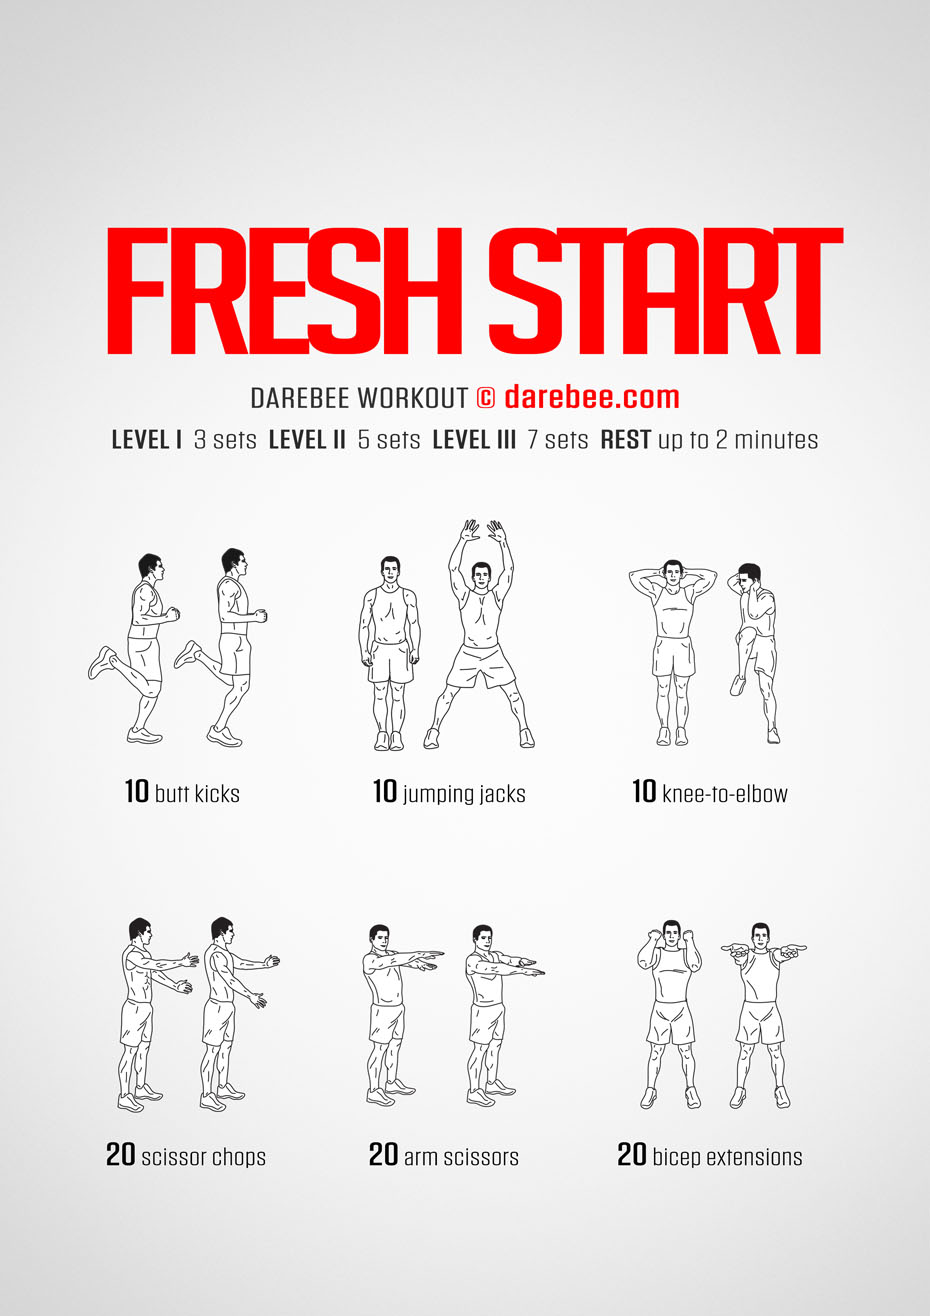 FRESH START
DAREBEE WORKOUT © darebee.com
LEVEL I 3 sets LEVEL II 5 sets LEVEL III 7 sets REST up to 2 minutes
10 butt kicks
10 jumping jacks
10 knee-to-elbow
20 scissor chops
20 arm scissors
20 bicep extensions